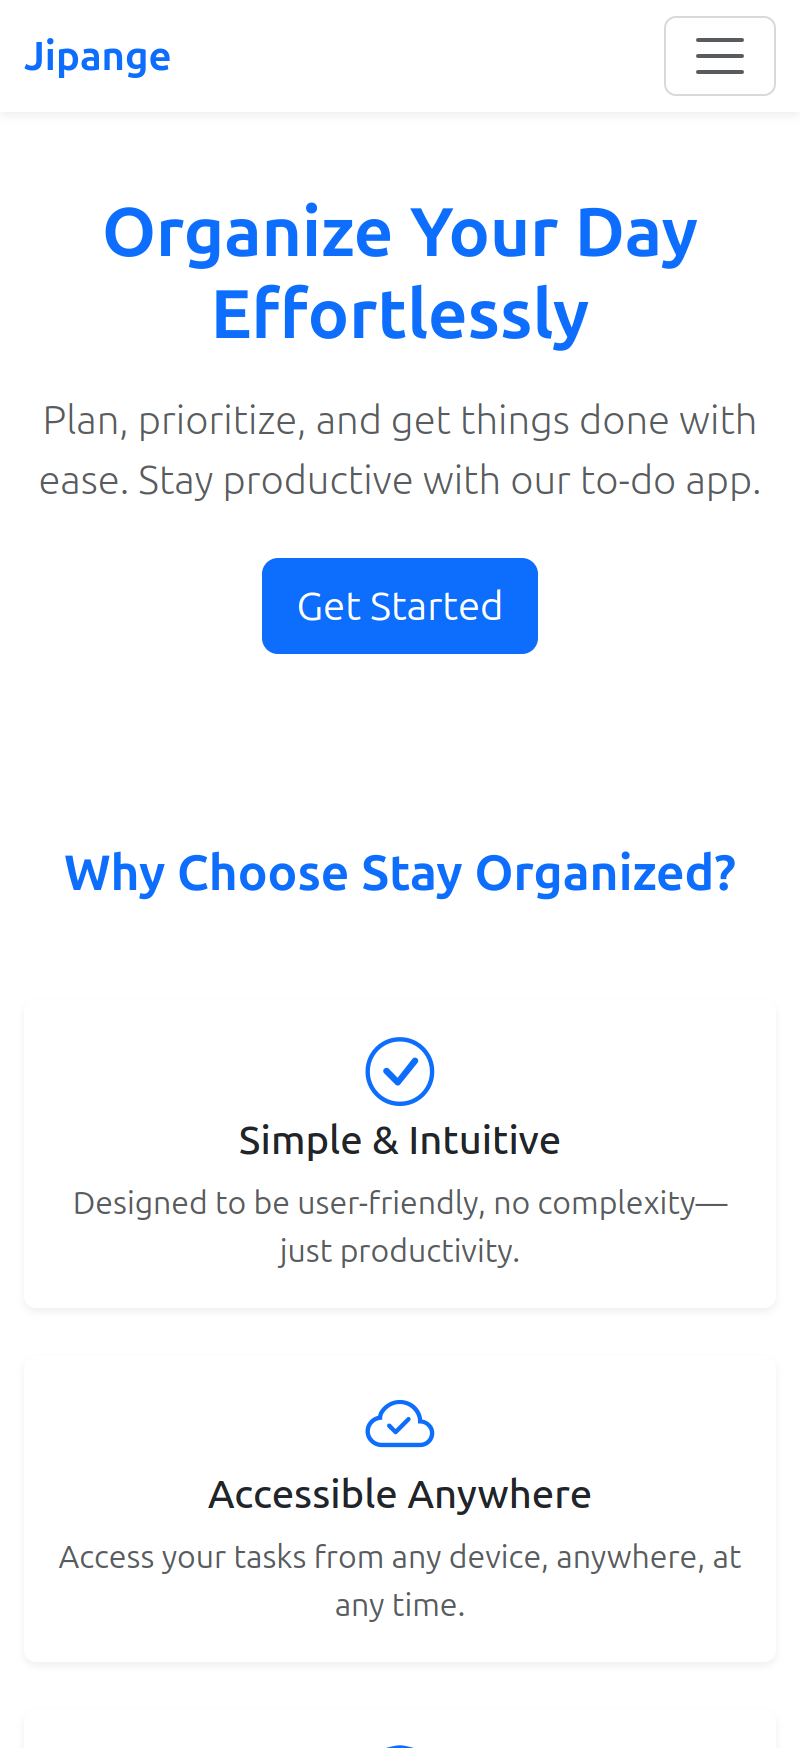 Jipange
Organize Your Day
Effortlessly
Plan, prioritize, and get things done with
ease. Stay productive with our to-do app.
Get Started
Why Choose Stay Organized?
Simple & Intuitive
Designed to be user-friendly, no complexity—
just productivity.
Accessible Anywhere
Access your tasks from any device, anywhere, at
any time.